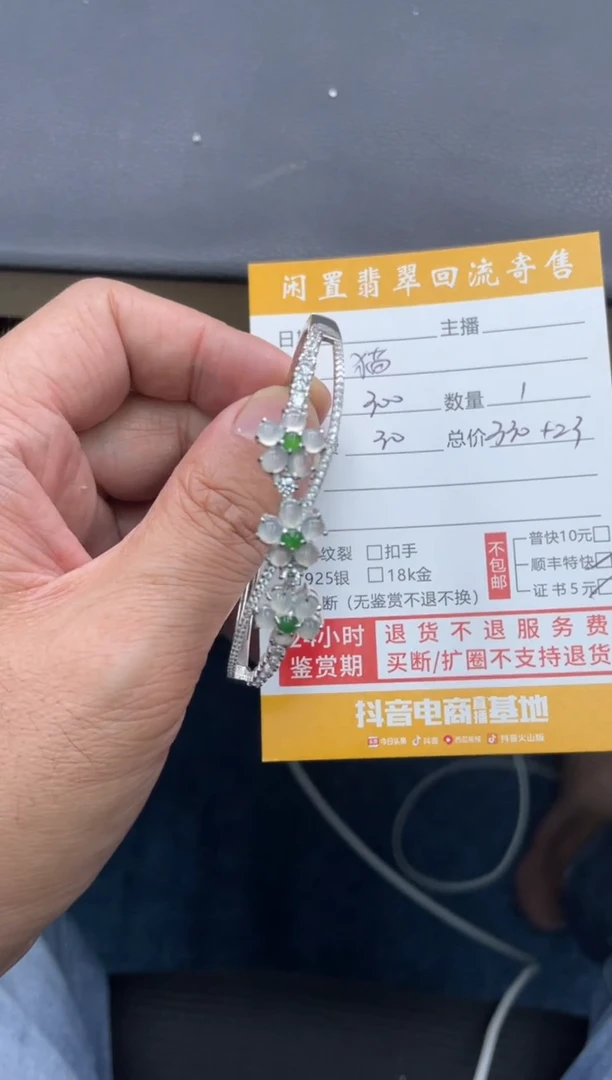 闲置翡翠回流寄售
日 主播
猫
300 数量 1
30 总价330+23
纹裂 □扣手
925银 □18k金
断（无鉴赏不退不换）
不包邮
普快10元□
顺丰特快☑
证书5元☑
24小时
鉴赏期
退货不退服务费
买断/扩圈不支持退货
抖音电商直播基地
今日头条 抖音 西瓜视频 抖音火山版